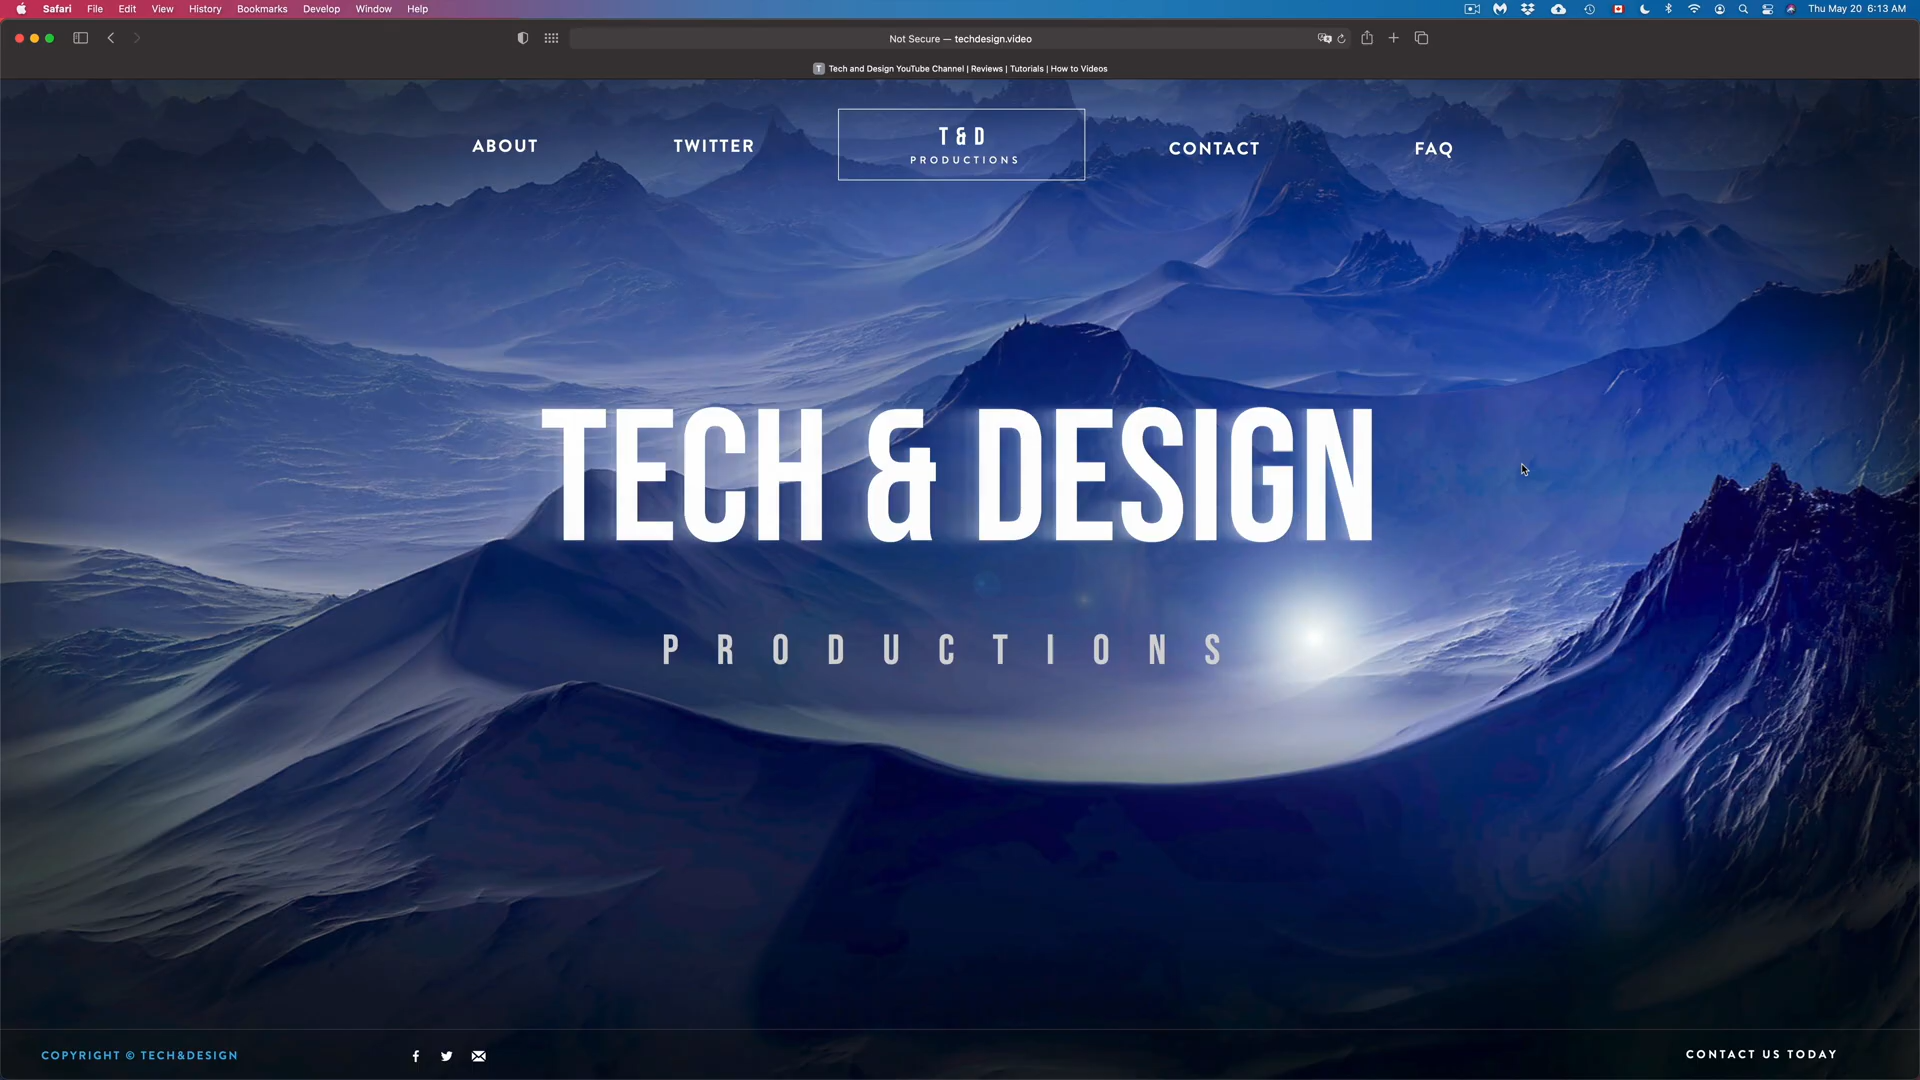 Safari File Edit View History Bookmarks Develop Window Help Thu May 20 6:13 AM
Not Secure — techdesign.video
T Tech and Design YouTube Channel | Reviews | Tutorials | How to Videos
ABOUT TWITTER T & D CONTACT FAQ
PRODUCTIONS
TECH & DESIGN
PRODUCTIONS
COPYRIGHT © TECH&DESIGN CONTACT US TODAY